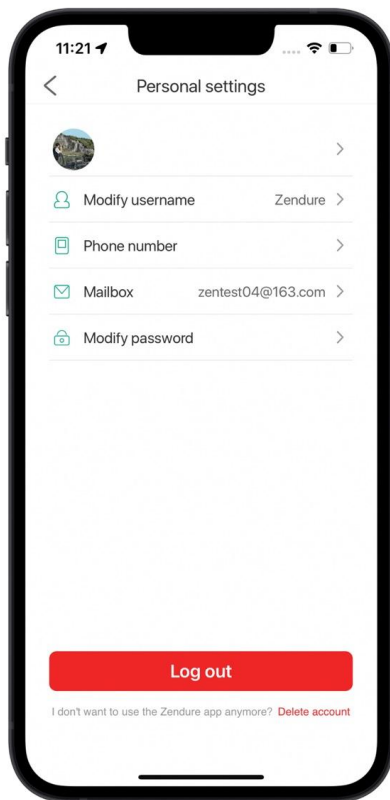 11:21
Personal settings
Modify username Zendure
Phone number
Mailbox zentest04@163.com
Modify password
Log out
I don't want to use the Zendure app anymore? Delete account